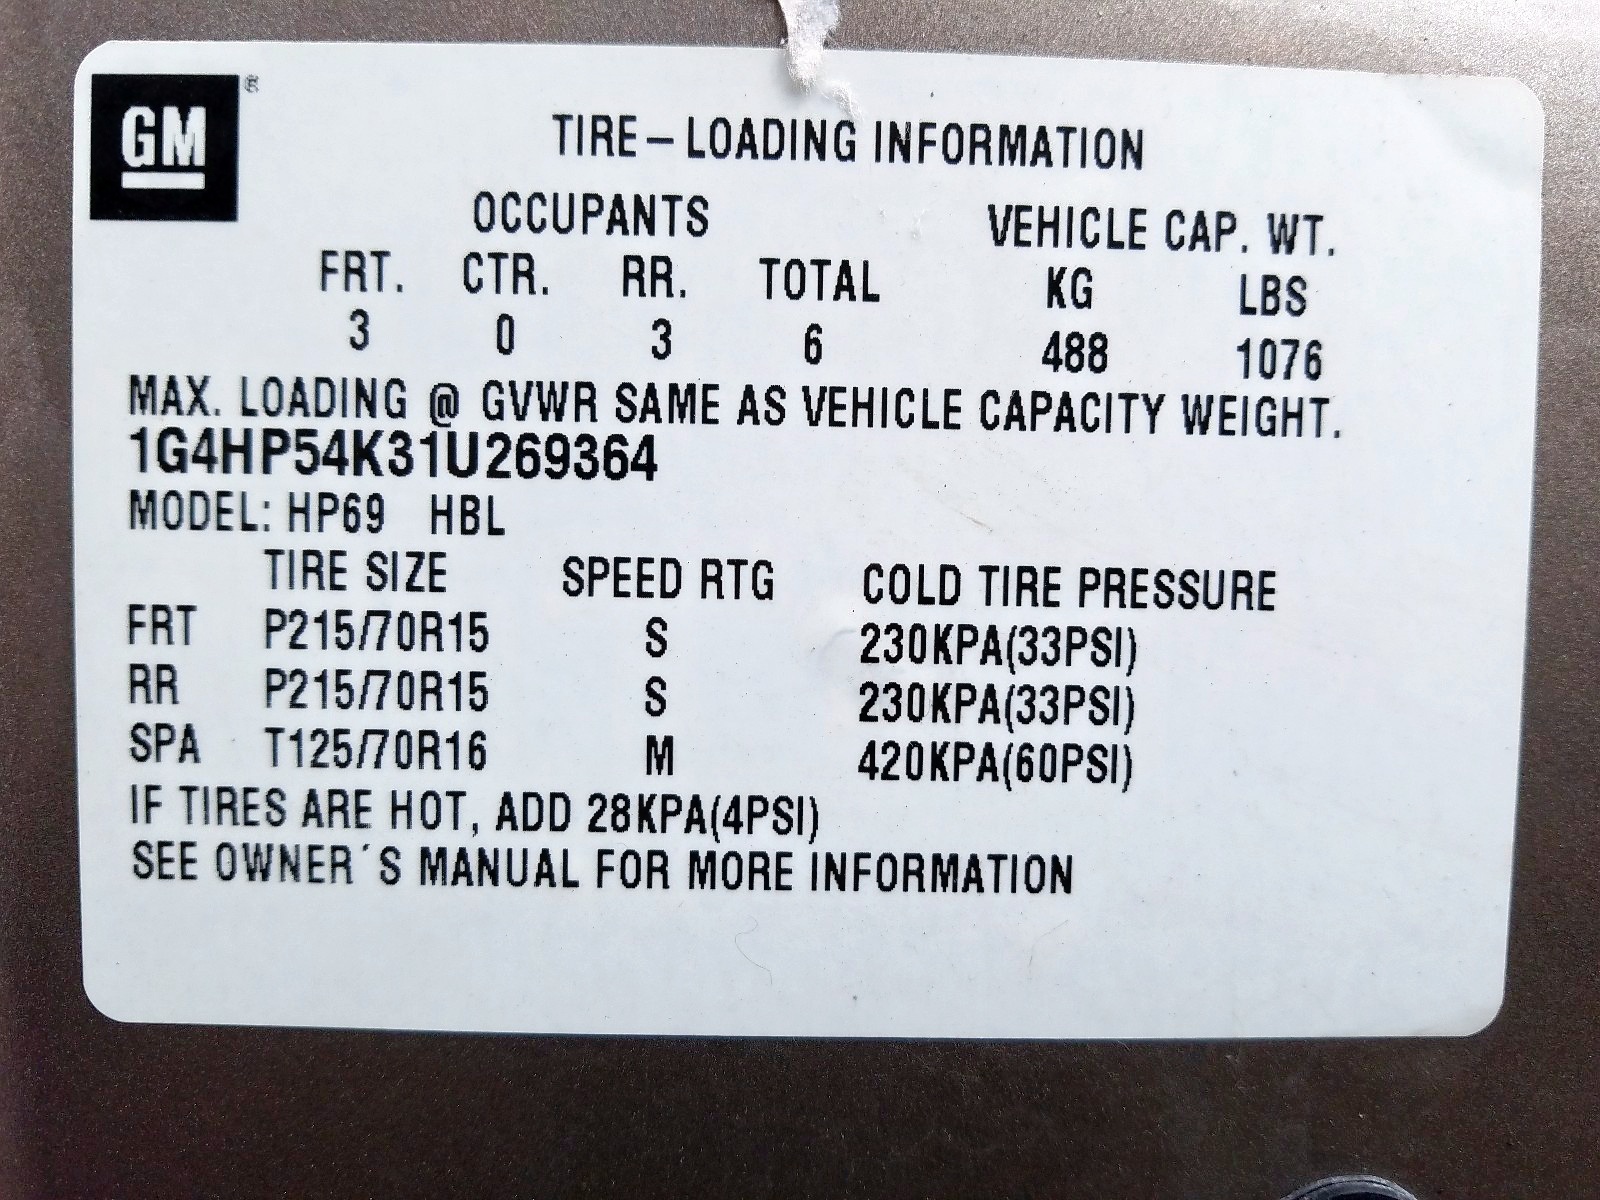 GM®
TIRE–LOADING INFORMATION
OCCUPANTS VEHICLE CAP. WT.
FRT. CTR. RR. TOTAL KG LBS
3 0 3 6 488 1076
MAX. LOADING @ GVWR SAME AS VEHICLE CAPACITY WEIGHT.
1G4HP54K31U269364
MODEL: HP69 HBL
TIRE SIZE SPEED RTG COLD TIRE PRESSURE
FRT P215/70R15 S 230KPA(33PSI)
RR P215/70R15 S 230KPA(33PSI)
SPA T125/70R16 M 420KPA(60PSI)
IF TIRES ARE HOT, ADD 28KPA(4PSI)
SEE OWNER´S MANUAL FOR MORE INFORMATION